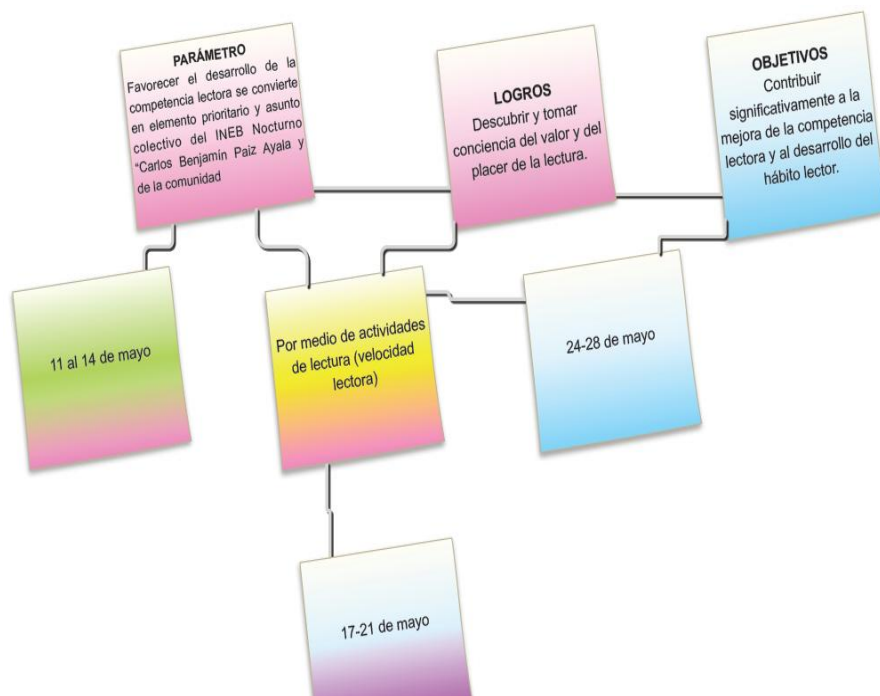 PARÁMETRO
Favorecer el desarrollo de la
competencia lectora se convierte
en elemento prioritario y asunto
colectivo del INEB Nocturno
“Carlos Benjamín Paiz Ayala y
de la comunidad
LOGROS
Descubrir y tomar
conciencia del valor y del
placer de la lectura.
OBJETIVOS
Contribuir
significativamente a la
mejora de la competencia
lectora y al desarrollo del
hábito lector.
11 al 14 de mayo
Por medio de actividades
de lectura (velocidad
lectora)
24-28 de mayo
17-21 de mayo